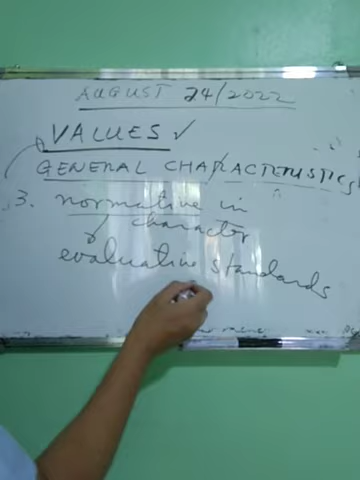 AUGUST 24/2022
VALUES ✓
GENERAL CHARACTERISTICS
3. normative in
character
evaluative standards